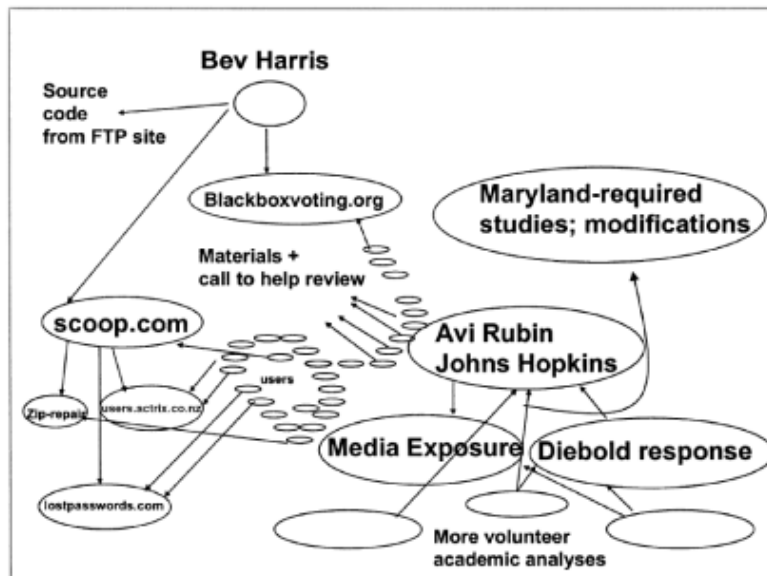 Bev Harris
Source
code
from FTP site
Blackboxvoting.org
Maryland-required
studies; modifications
Materials +
call to help review
scoop.com
Avi Rubin
Johns Hopkins
users
Zip-repair
users.actrix.co.nz
Media Exposure
Diebold response
lostpasswords.com
More volunteer
academic analyses